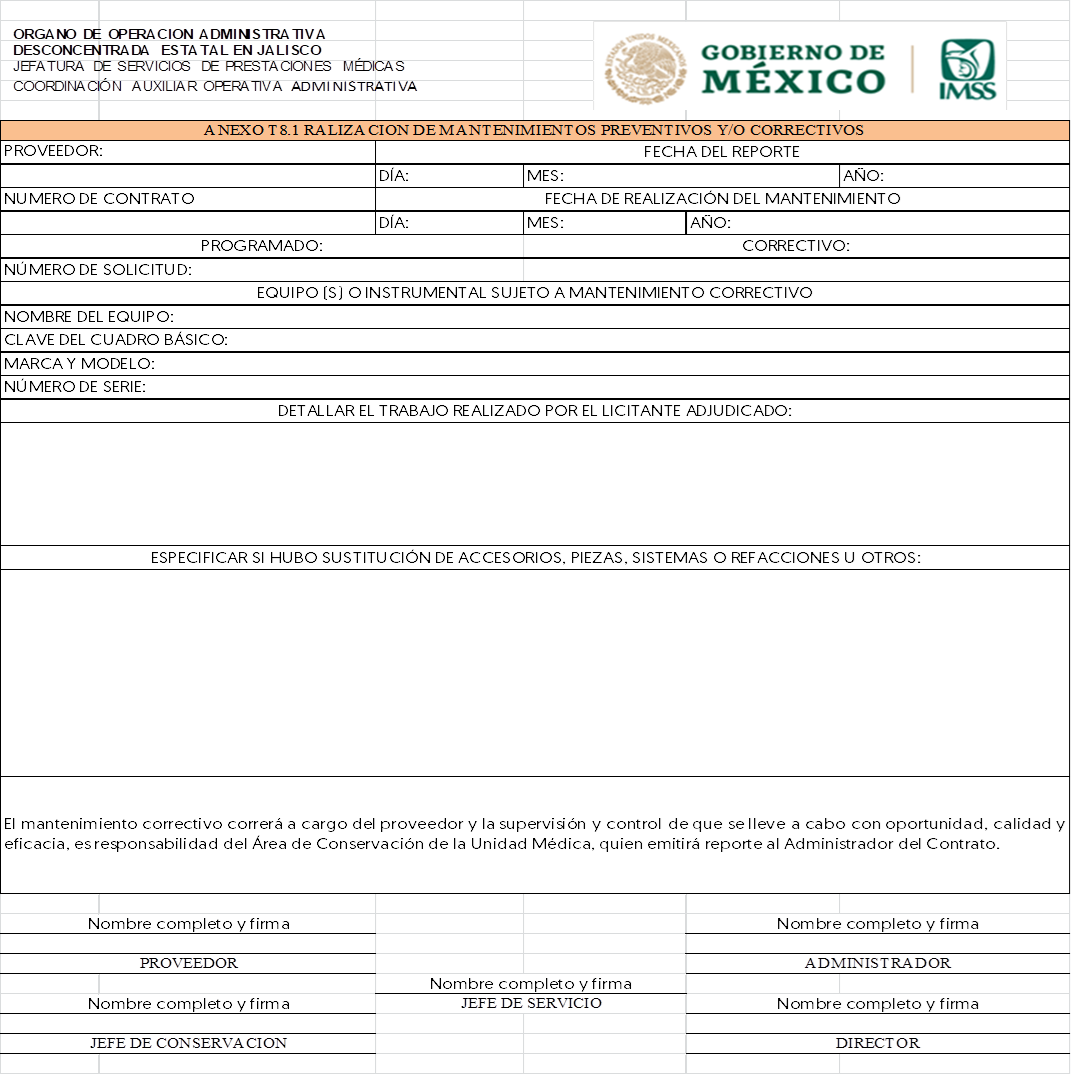 ORGANO DE OPERACION ADMINISTRATIVA
DESCONCENTRADA ESTATAL EN JALISCO
JEFATURA DE SERVICIOS DE PRESTACIONES MÉDICAS
COORDINACIÓN AUXILIAR OPERATIVA ADMINISTRATIVA
ESTADOS UNIDOS MEXICANOS
GOBIERNO DE
MÉXICO
IMSS
ANEXO T8.1 RALIZACION DE MANTENIMIENTOS PREVENTIVOS Y/O CORRECTIVOS
PROVEEDOR: FECHA DEL REPORTE
DÍA: MES: AÑO:
NUMERO DE CONTRATO FECHA DE REALIZACIÓN DEL MANTENIMIENTO
DÍA: MES: AÑO:
PROGRAMADO: CORRECTIVO:
NÚMERO DE SOLICITUD:
EQUIPO (S) O INSTRUMENTAL SUJETO A MANTENIMIENTO CORRECTIVO
NOMBRE DEL EQUIPO:
CLAVE DEL CUADRO BÁSICO:
MARCA Y MODELO:
NÚMERO DE SERIE:
DETALLAR EL TRABAJO REALIZADO POR EL LICITANTE ADJUDICADO:
ESPECIFICAR SI HUBO SUSTITUCIÓN DE ACCESORIOS, PIEZAS, SISTEMAS O REFACCIONES U OTROS:
El mantenimiento correctivo correrá a cargo del proveedor y la supervisión y control de que se lleve a cabo con oportunidad, calidad y
eficacia, es responsabilidad del Área de Conservación de la Unidad Médica, quien emitirá reporte al Administrador del Contrato.
Nombre completo y firma Nombre completo y firma
PROVEEDOR ADMINISTRADOR
Nombre completo y firma
Nombre completo y firma JEFE DE SERVICIO Nombre completo y firma
JEFE DE CONSERVACION DIRECTOR